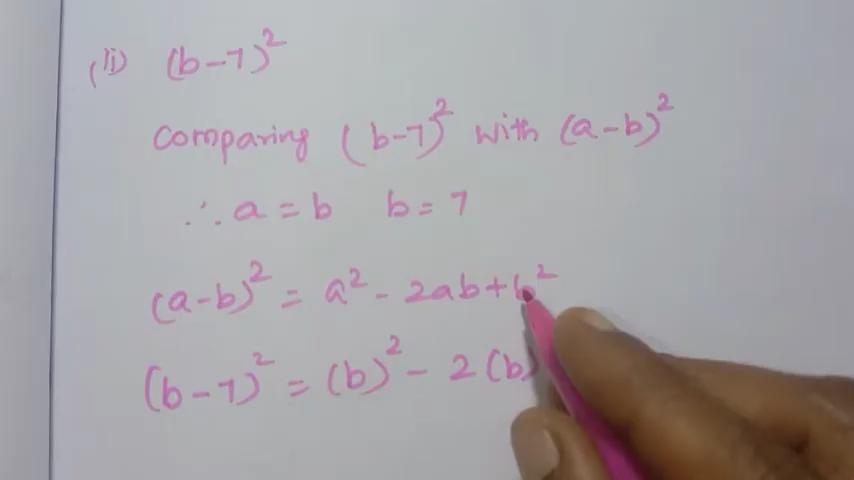 (ii) (b-7)²
Comparing (b-7)² with (a-b)²
∴ a = b b = 7
(a-b)² = a² - 2ab + b²
(b-7)² = (b)² - 2(b)